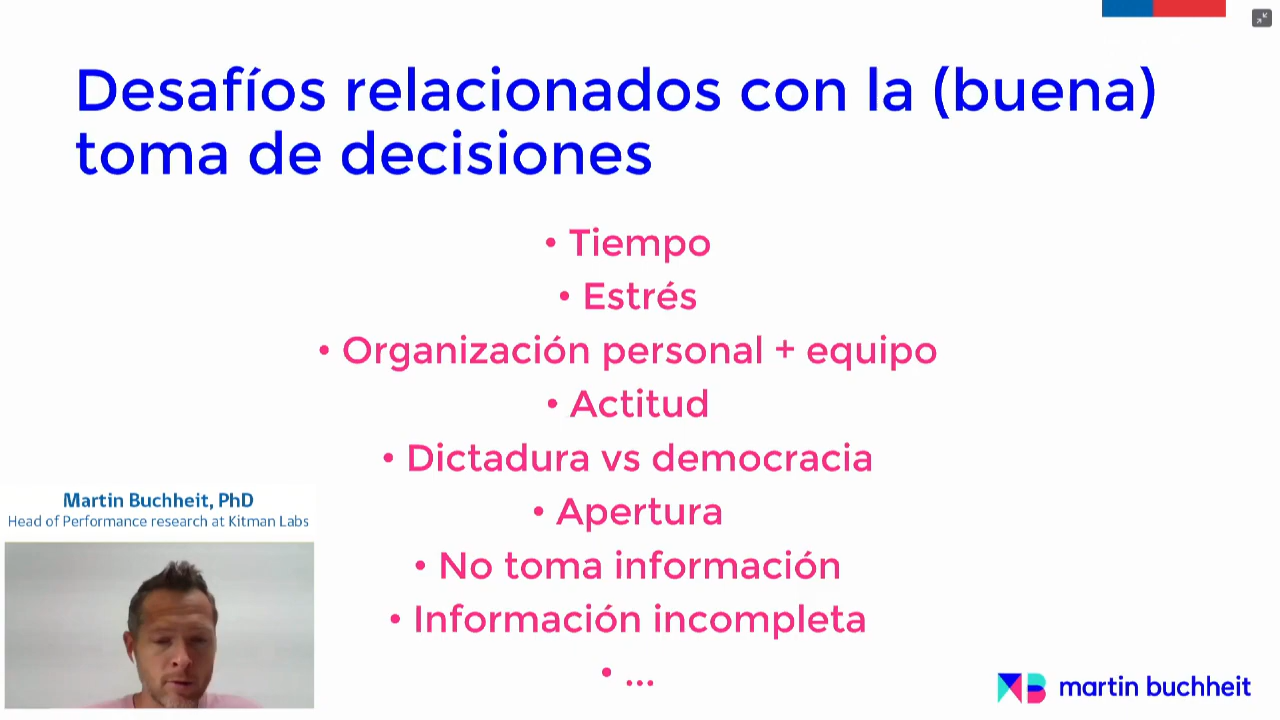 Desafíos relacionados con la (buena)
toma de decisiones
• Tiempo
• Estrés
• Organización personal + equipo
• Actitud
• Dictadura vs democracia
• Apertura
• No toma información
• Información incompleta
• ...
Martin Buchheit, PhD
Head of Performance research at Kitman Labs
martin buchheit